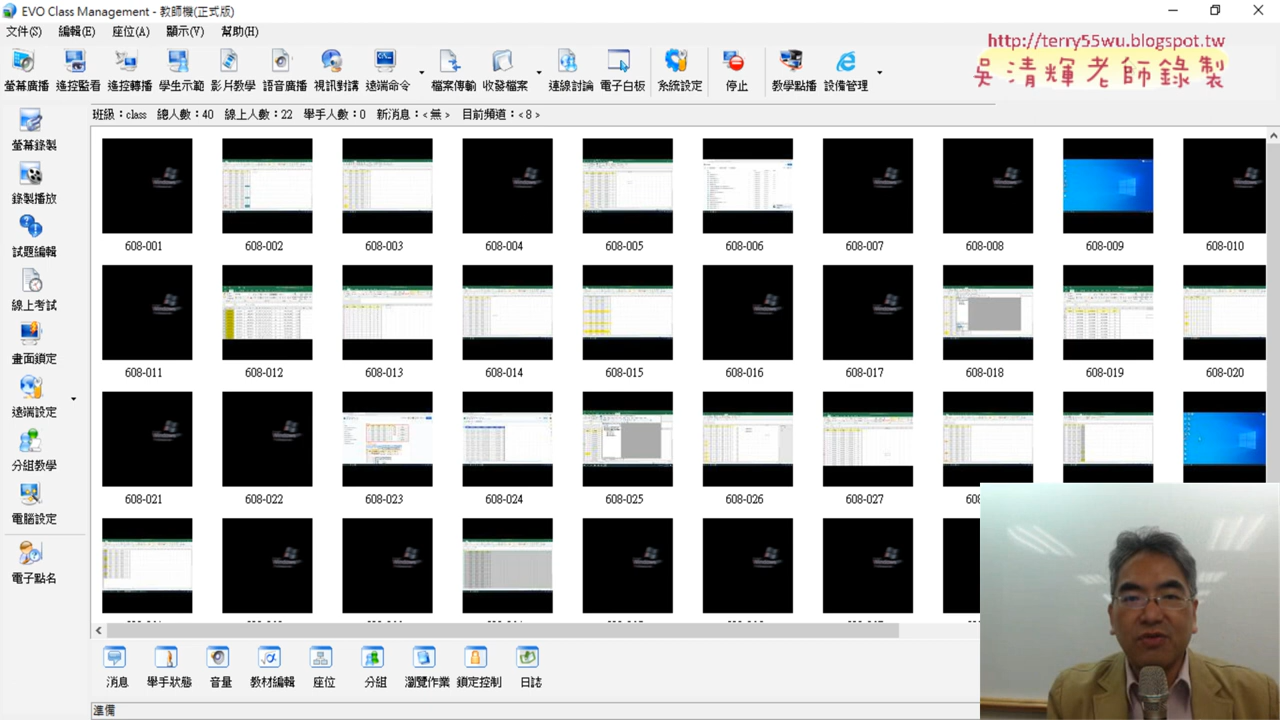 EVO Class Management - 教師機(正式版)
文件(S) 編輯(E) 座位(A) 顯示(V) 幫助(H)
http://terry55wu.blogspot.tw
吳清輝老師錄製
螢幕廣播 遙控監看 遙控轉播 學生示範 影片教學 語音廣播 視訊對講 遠端命令 檔案傳輸 收發檔案 連線討論 電子白板 系統設定 停止 教學點播 設備管理
班級：class 總人數：40 線上人數：22 舉手人數：0 新消息：< 無 > 目前頻道：< 8 >
螢幕錄製
錄製播放
試題編輯
線上考試
畫面鎖定
遠端設定
分組教學
電腦設定
電子點名
608-001 608-002 608-003 608-004 608-005 608-006 608-007 608-008 608-009 608-010
608-011 608-012 608-013 608-014 608-015 608-016 608-017 608-018 608-019 608-020
608-021 608-022 608-023 608-024 608-025 608-026 608-027 608
消息 舉手狀態 音量 教材編輯 座位 分組 瀏覽作業 鎖定控制 日誌
準備